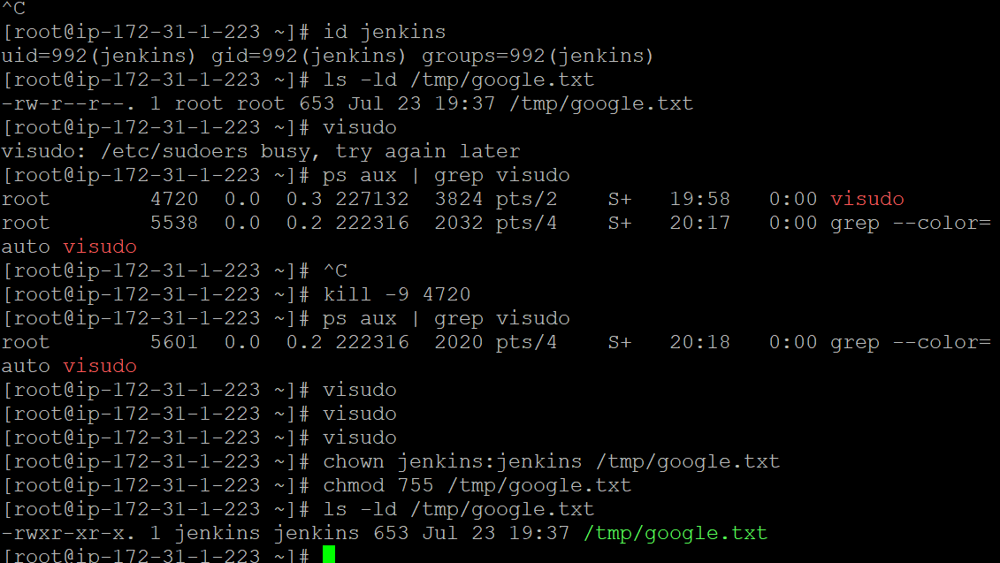 ^C
[root@ip-172-31-1-223 ~]# id jenkins
uid=992(jenkins) gid=992(jenkins) groups=992(jenkins)
[root@ip-172-31-1-223 ~]# ls -ld /tmp/google.txt
-rw-r--r--. 1 root root 653 Jul 23 19:37 /tmp/google.txt
[root@ip-172-31-1-223 ~]# visudo
visudo: /etc/sudoers busy, try again later
[root@ip-172-31-1-223 ~]# ps aux | grep visudo
root        4720  0.0  0.3 227132  3824 pts/2    S+   19:58   0:00 visudo
root        5538  0.0  0.2 222316  2032 pts/4    S+   20:17   0:00 grep --color=
auto visudo
[root@ip-172-31-1-223 ~]# ^C
[root@ip-172-31-1-223 ~]# kill -9 4720
[root@ip-172-31-1-223 ~]# ps aux | grep visudo
root        5601  0.0  0.2 222316  2020 pts/4    S+   20:18   0:00 grep --color=
auto visudo
[root@ip-172-31-1-223 ~]# visudo
[root@ip-172-31-1-223 ~]# visudo
[root@ip-172-31-1-223 ~]# visudo
[root@ip-172-31-1-223 ~]# chown jenkins:jenkins /tmp/google.txt
[root@ip-172-31-1-223 ~]# chmod 755 /tmp/google.txt
[root@ip-172-31-1-223 ~]# ls -ld /tmp/google.txt
-rwxr-xr-x. 1 jenkins jenkins 653 Jul 23 19:37 /tmp/google.txt
[root@ip-172-31-1-223 ~]#